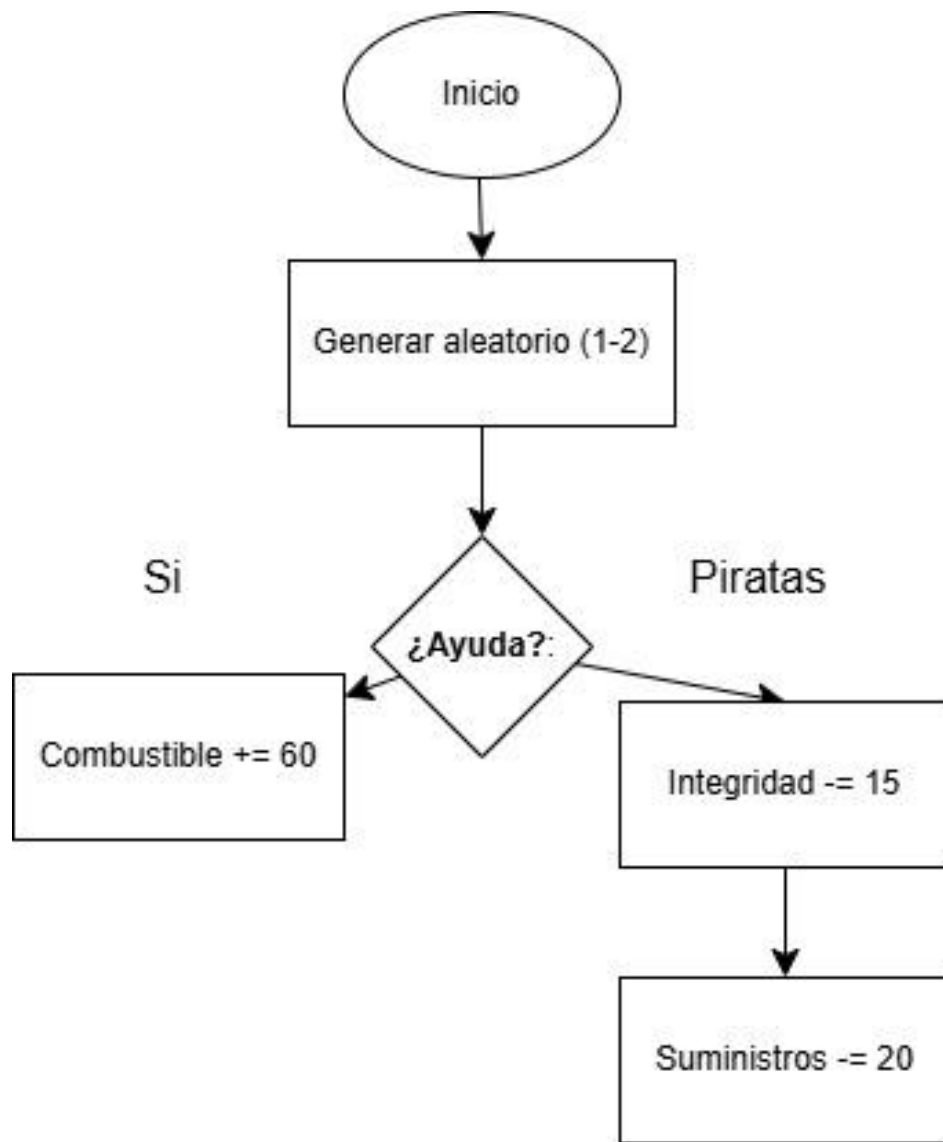 Inicio
Generar aleatorio (1-2)
Si
Piratas
¿Ayuda?:
Combustible += 60
Integridad -= 15
Suministros -= 20